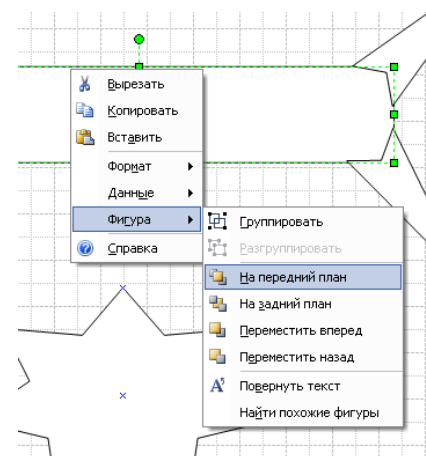 Вырезать
Копировать
Вставить
Формат
Данные
Фигура
Справка
Группировать
Разгруппировать
На передний план
На задний план
Переместить вперед
Переместить назад
Повернуть текст
Найти похожие фигуры